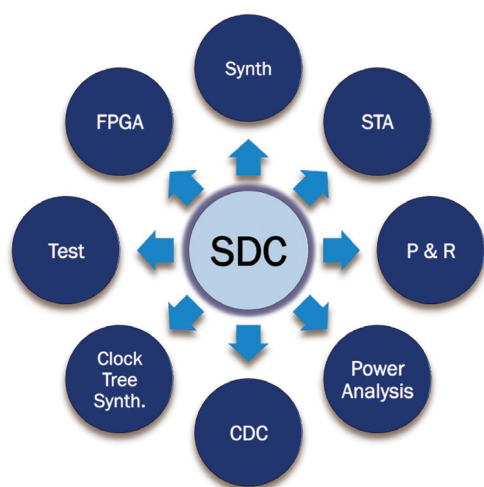 Synth
FPGA
STA
Test
SDC
P & R
Clock
Tree
Synth.
Power
Analysis
CDC